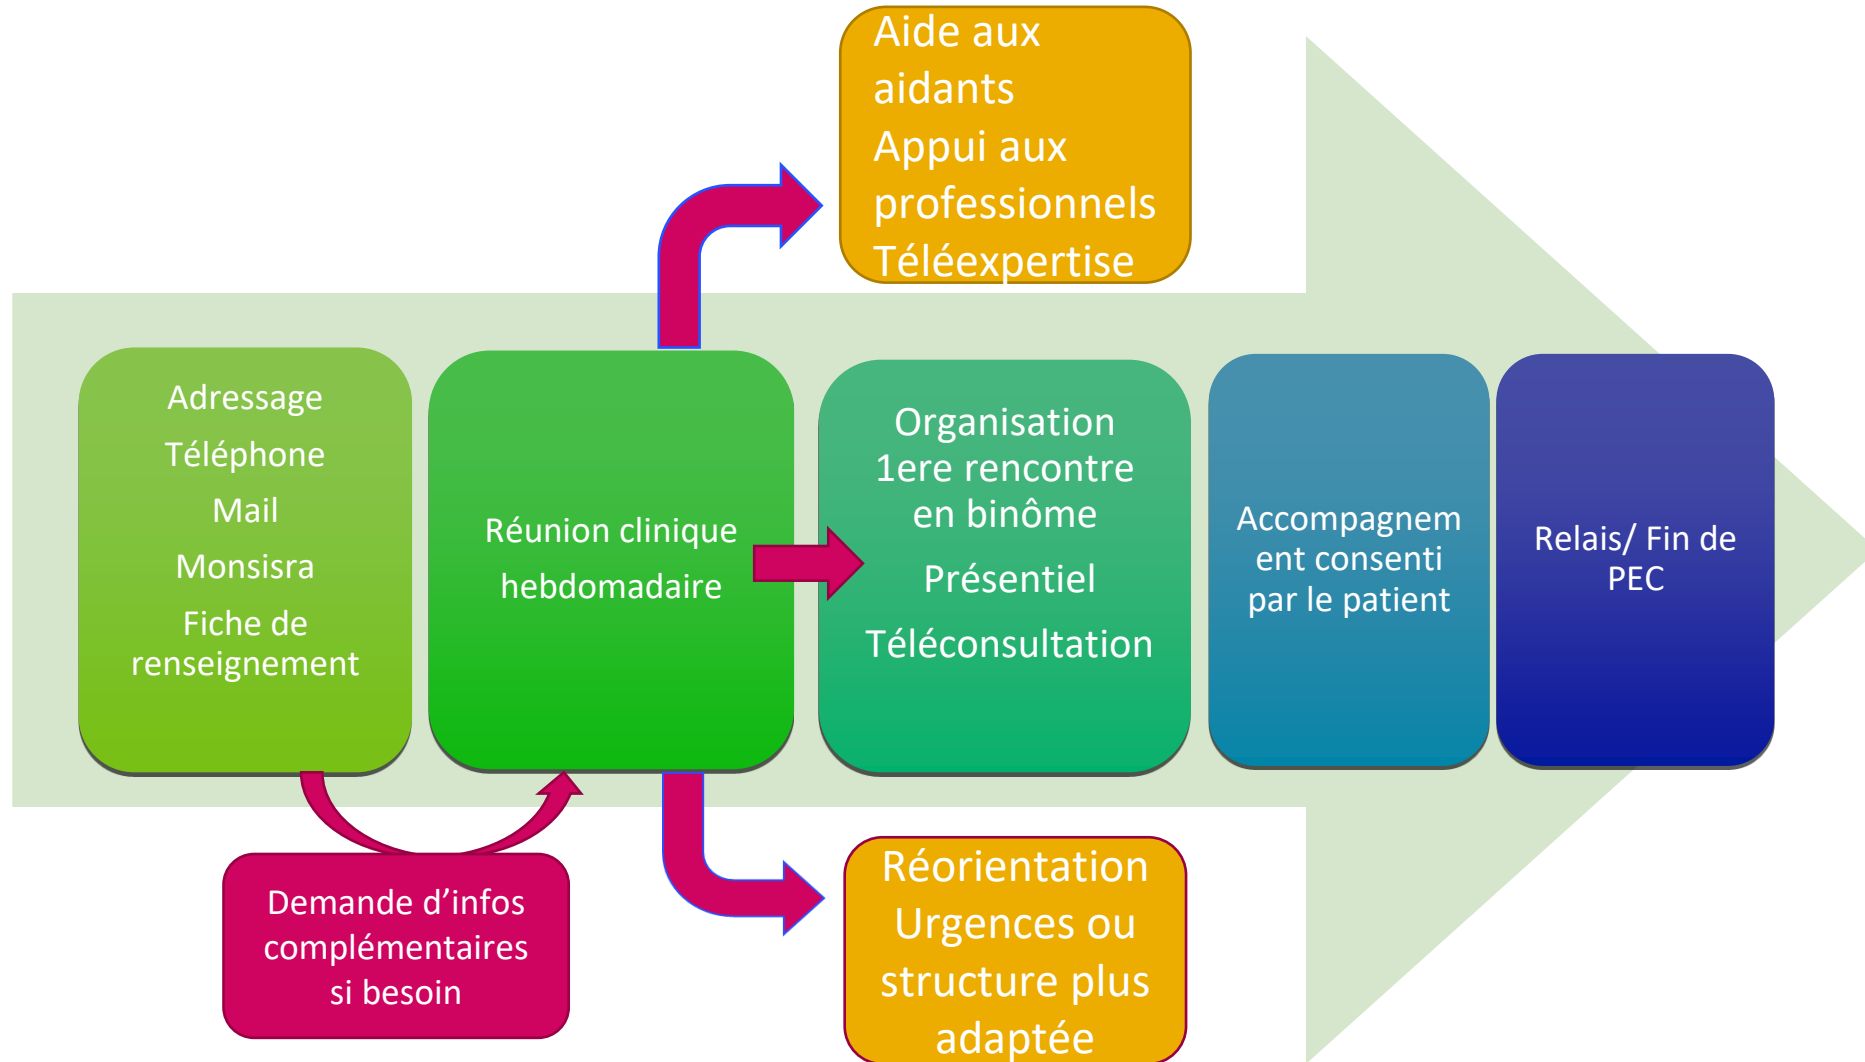 Aide aux
aidants
Appui aux
professionnels
Téléexpertise
Adressage
Téléphone
Mail
Monsisra
Fiche de
renseignement
Réunion clinique
hebdomadaire
Organisation
1ere rencontre
en binôme
Présentiel
Téléconsultation
Accompagnem
ent consenti
par le patient
Relais/ Fin de
PEC
Demande d’infos
complémentaires
si besoin
Réorientation
Urgences ou
structure plus
adaptée